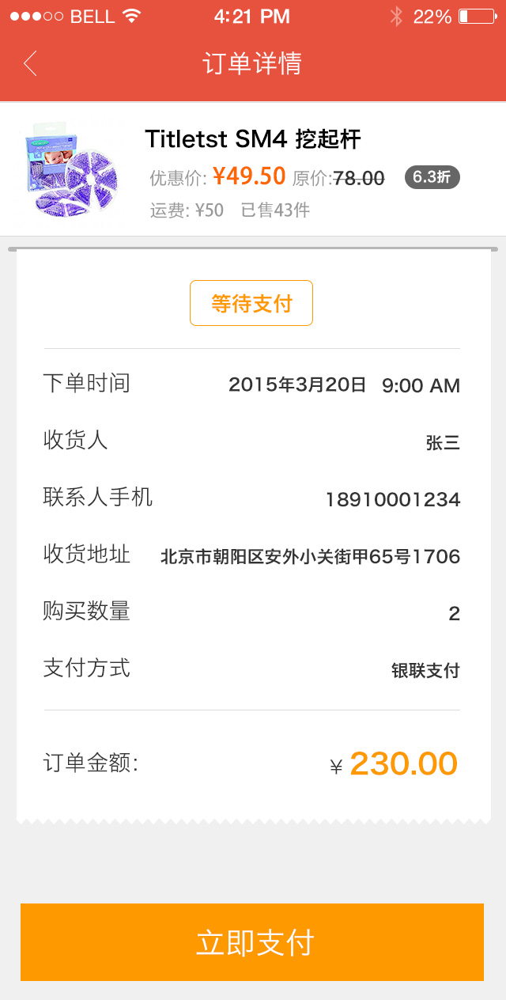 BELL 4:21 PM 22%
订单详情
Titletst SM4 挖起杆
优惠价: ¥49.50 原价:78.00 6.3折
运费: ¥50 已售43件
等待支付
下单时间 2015年3月20日 9:00 AM
收货人 张三
联系人手机 18910001234
收货地址 北京市朝阳区安外小关街甲65号1706
购买数量 2
支付方式 银联支付
订单金额: ¥ 230.00
立即支付